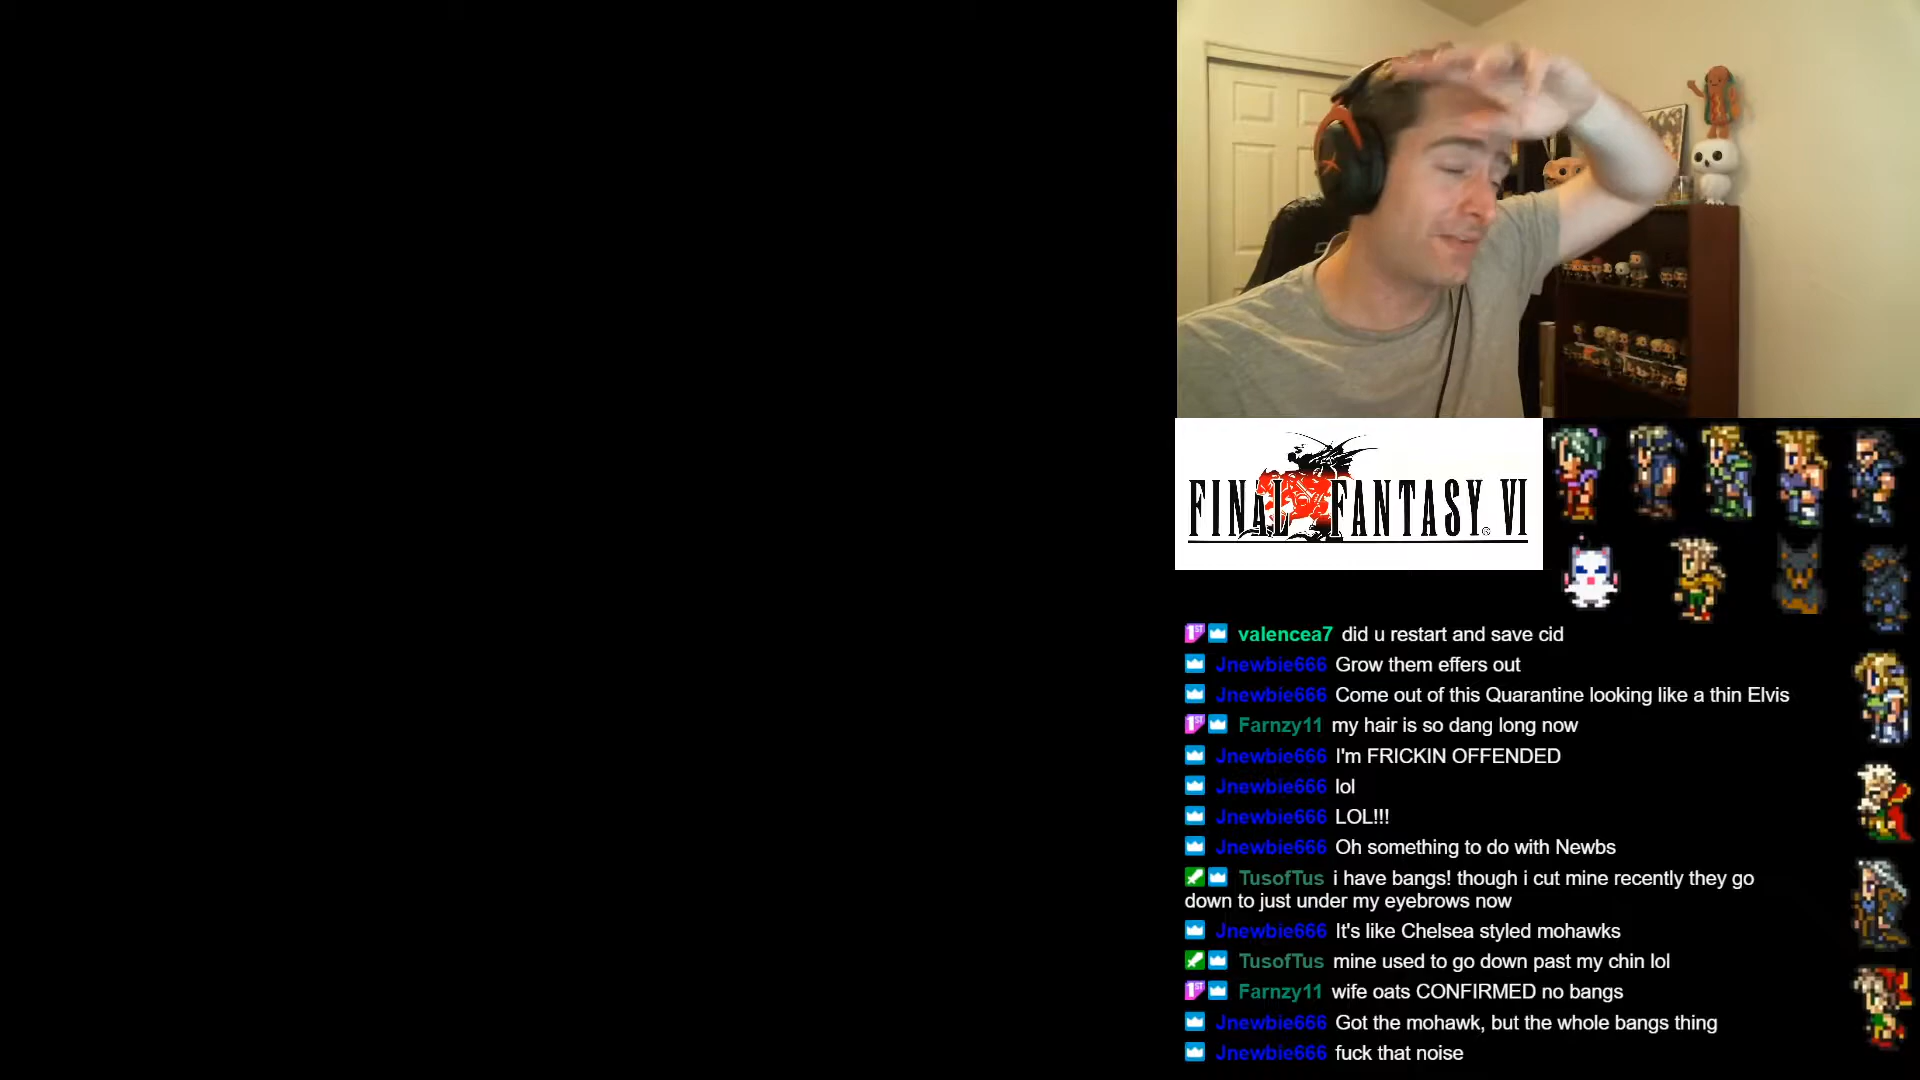 FINAL FANTASY® VI
1ST valencea7 did u restart and save cid
Jnewbie666 Grow them effers out
Jnewbie666 Come out of this Quarantine looking like a thin Elvis
1ST Farnzy11 my hair is so dang long now
Jnewbie666 I'm FRICKIN OFFENDED
Jnewbie666 lol
Jnewbie666 LOL!!!
Jnewbie666 Oh something to do with Newbs
TusofTus i have bangs! though i cut mine recently they go
down to just under my eyebrows now
Jnewbie666 It's like Chelsea styled mohawks
TusofTus mine used to go down past my chin lol
1ST Farnzy11 wife oats CONFIRMED no bangs
Jnewbie666 Got the mohawk, but the whole bangs thing
Jnewbie666 fuck that noise